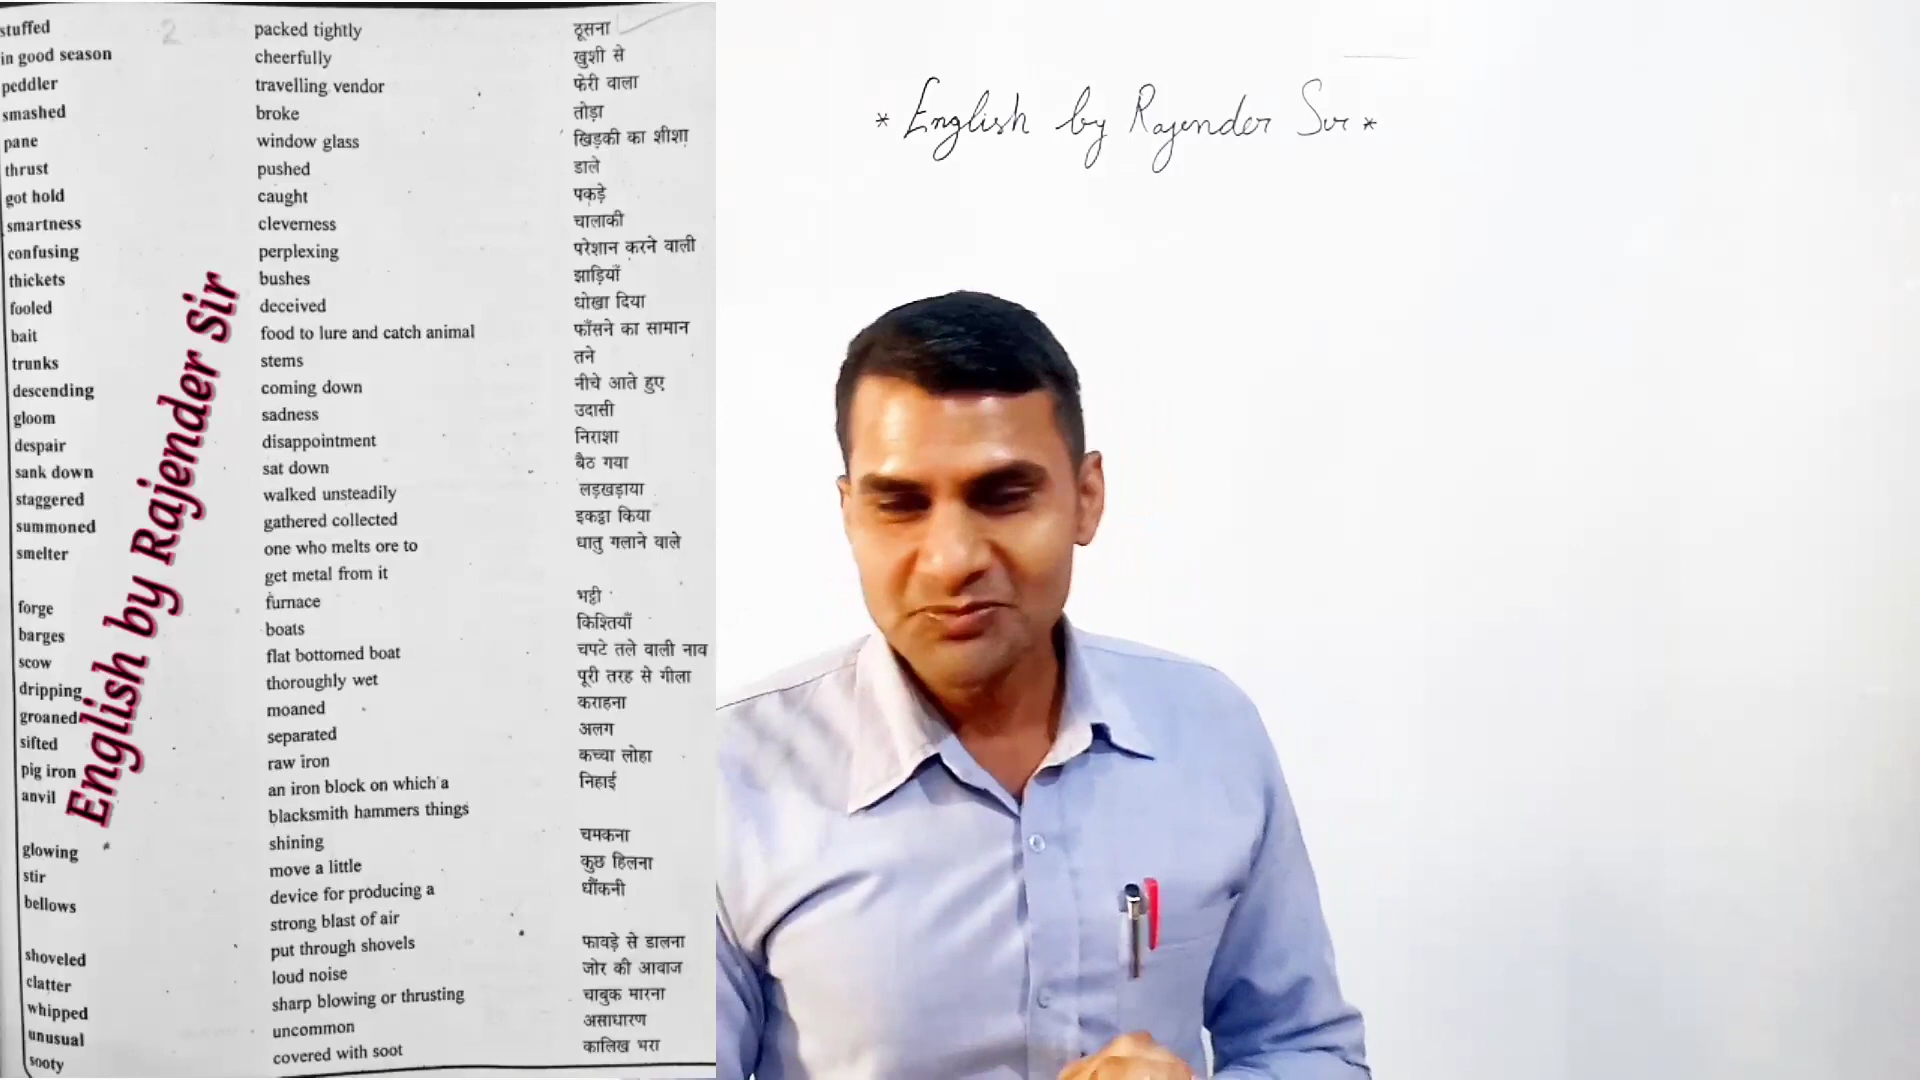 stuffed packed tightly ठूसना
in good season cheerfully खुशी से
peddler travelling vendor फेरी वाला
smashed broke तोड़ा
pane window glass खिड़की का शीशा
thrust pushed डाले
got hold caught पकड़े
smartness cleverness चालाकी
confusing perplexing परेशान करने वाली
thickets bushes झाड़ियाँ
fooled deceived धोखा दिया
bait food to lure and catch animal फाँसने का सामान
trunks stems तने
descending coming down नीचे आते हुए
gloom sadness उदासी
despair disappointment निराशा
sank down sat down बैठ गया
staggered walked unsteadily लड़खड़ाया
summoned gathered collected इकट्ठा किया
smelter one who melts ore to धातु गलाने वाले
get metal from it
forge furnace भट्टी
barges boats किश्तियाँ
scow flat bottomed boat चपटे तले वाली नाव
dripping thoroughly wet पूरी तरह से गीला
groaned moaned कराहना
sifted separated अलग
pig iron raw iron कच्चा लोहा
anvil an iron block on which a निहाई
blacksmith hammers things
glowing shining चमकना
stir move a little कुछ हिलना
bellows device for producing a धौंकनी
strong blast of air
shoveled put through shovels फावड़े से डालना
clatter loud noise जोर की आवाज
whipped sharp blowing or thrusting चाबुक मारना
unusual uncommon असाधारण
sooty covered with soot कालिख भरा
2
English by Rajender Sir
* English by Rajender Sir *